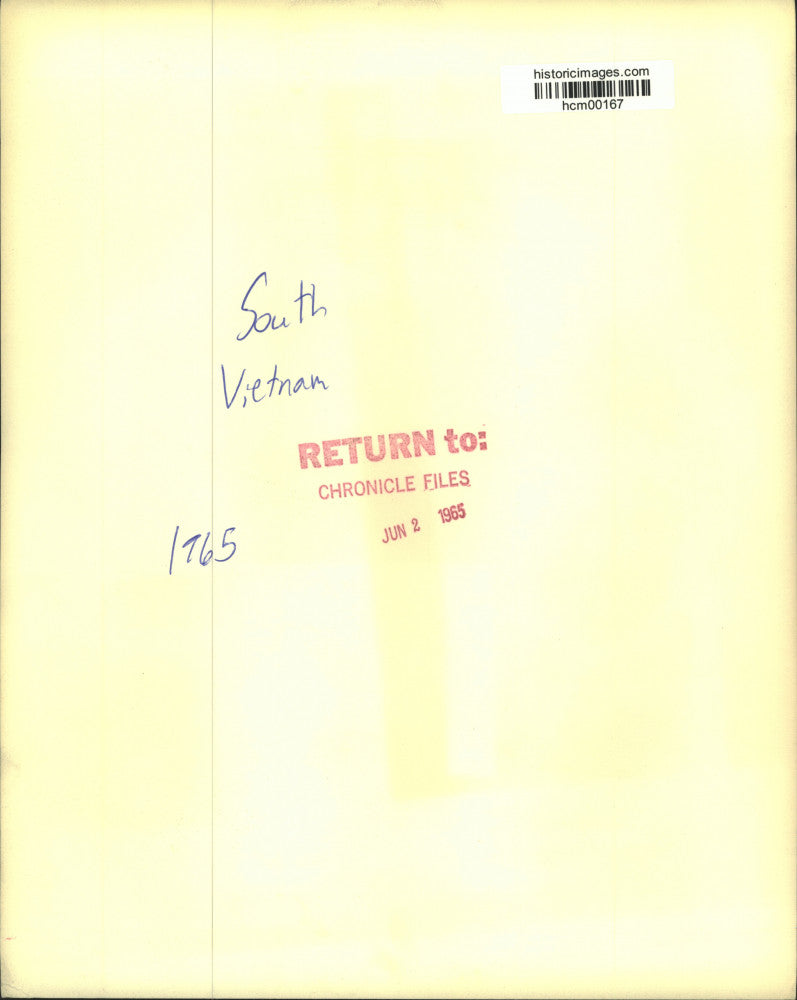 historicimages.com
hcm00167
South
Vietnam
RETURN to:
CHRONICLE FILES
JUN 2 1965
1965